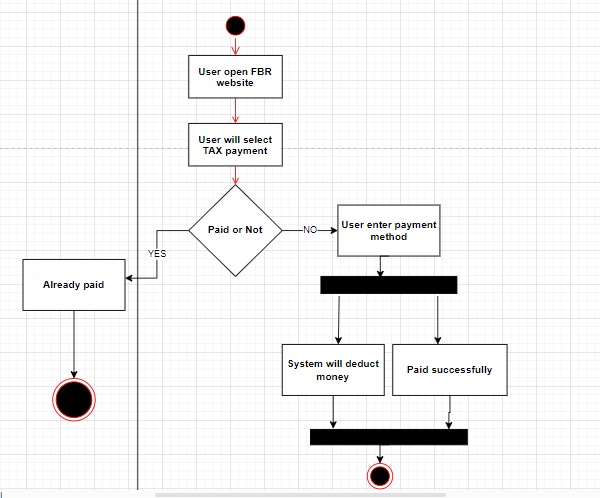 User open FBR
website
User will select
TAX payment
Paid or Not
NO
User enter payment
method
YES
Already paid
System will deduct
money
Paid successfully